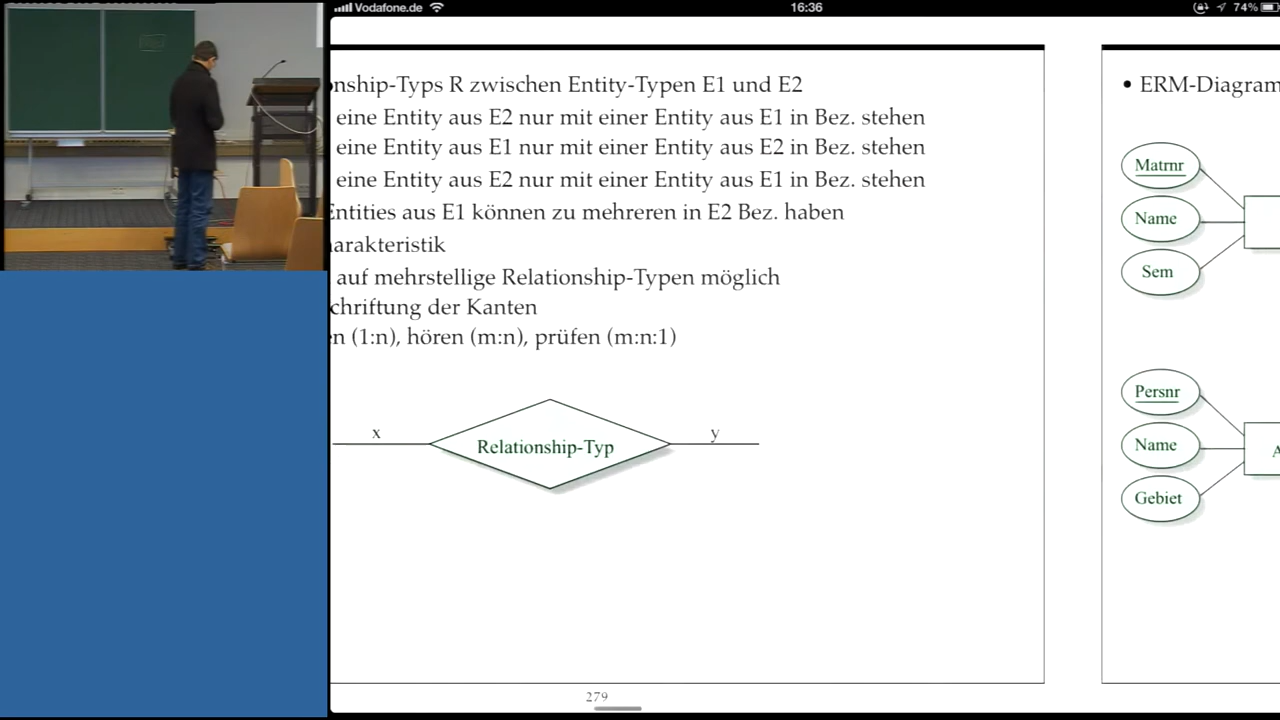 Vodafone.de
16:36
74%
nship-Typs R zwischen Entity-Typen E1 und E2
eine Entity aus E2 nur mit einer Entity aus E1 in Bez. stehen
eine Entity aus E1 nur mit einer Entity aus E2 in Bez. stehen
eine Entity aus E2 nur mit einer Entity aus E1 in Bez. stehen
Entities aus E1 können zu mehreren in E2 Bez. haben
arakteristik
auf mehrstellige Relationship-Typen möglich
chriftung der Kanten
en (1:n), hören (m:n), prüfen (m:n:1)
x
Relationship-Typ
y
279
• ERM-Diagram
Matrnr
Name
Sem
Persnr
Name
Gebiet
A